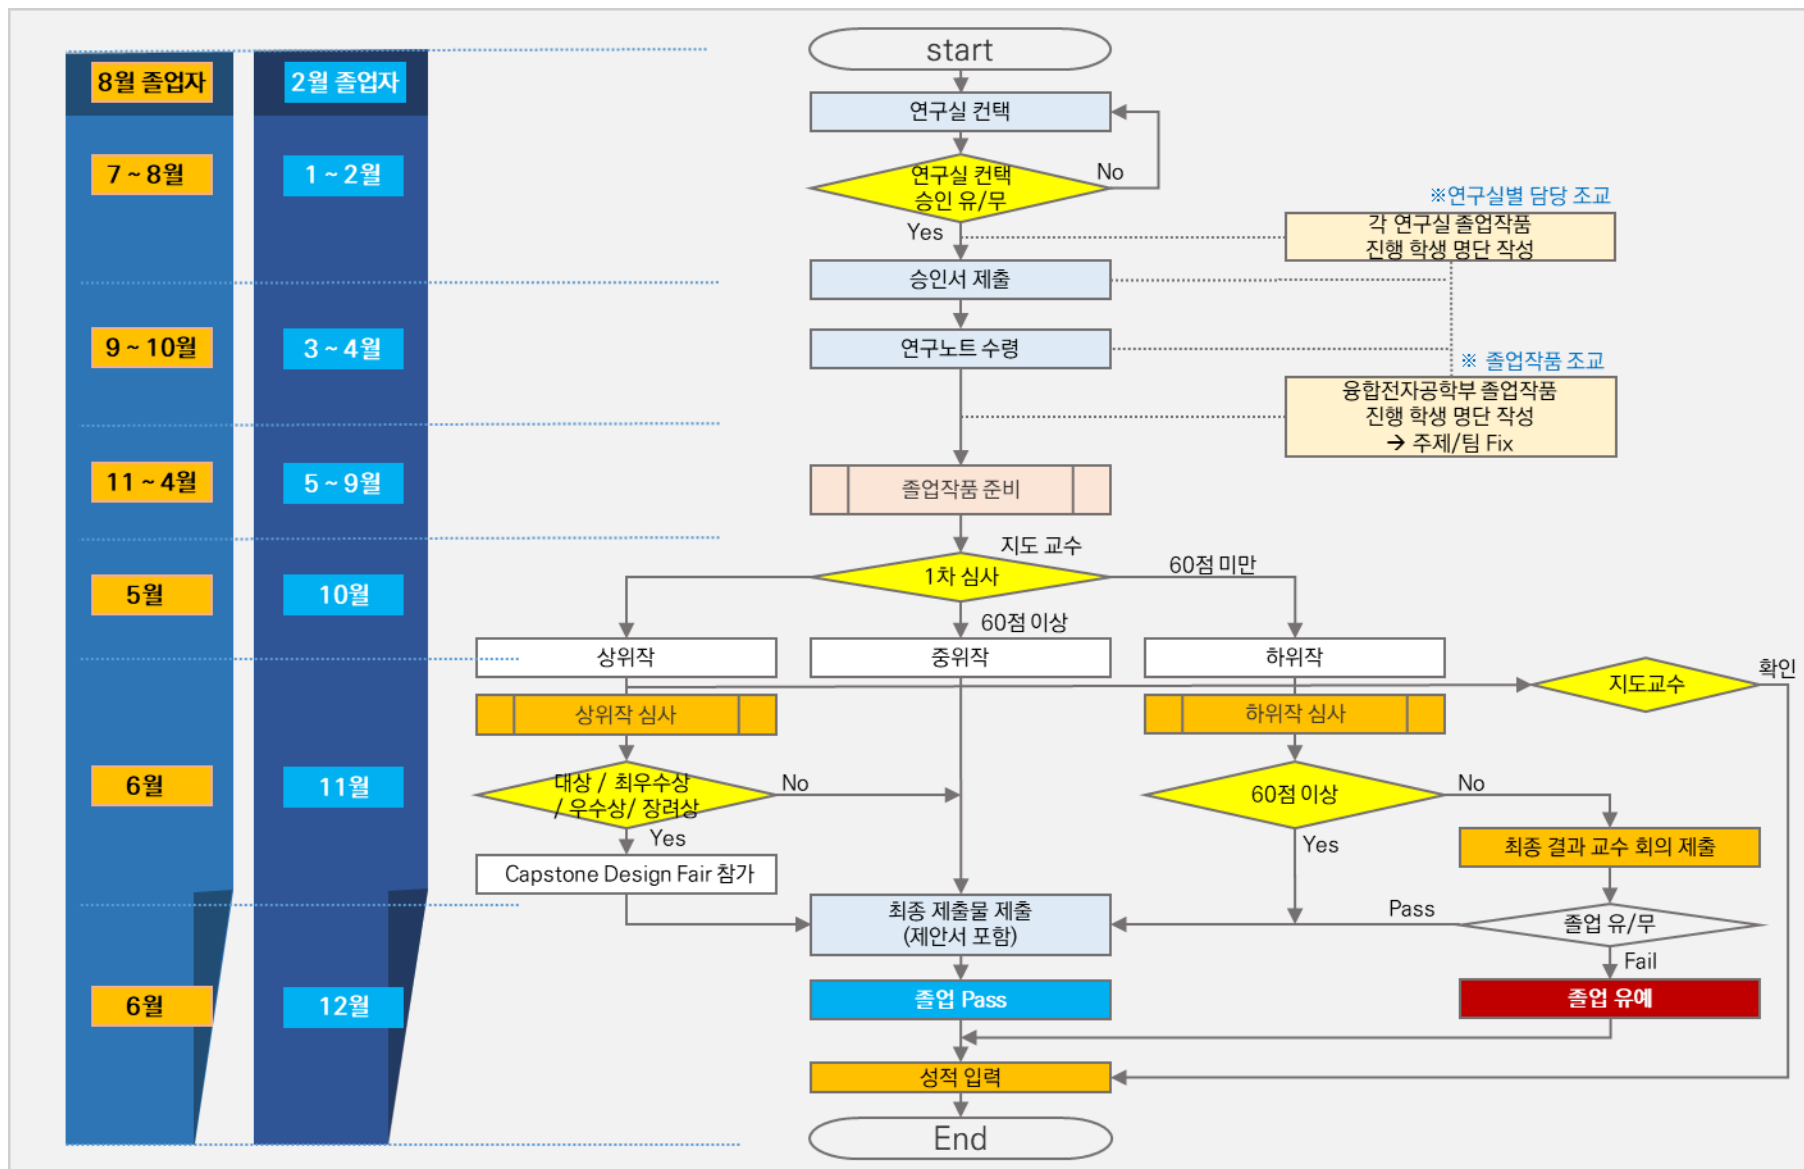 start
8월 졸업자
2월 졸업자
연구실 컨택
7 ~ 8월
1 ~ 2월
연구실 컨택
승인 유/무
No
Yes
※연구실별 담당 조교
각 연구실 졸업작품
진행 학생 명단 작성
승인서 제출
9 ~ 10월
3 ~ 4월
연구노트 수령
※ 졸업작품 조교
융합전자공학부 졸업작품
진행 학생 명단 작성
→ 주제/팀 Fix
11 ~ 4월
5 ~ 9월
졸업작품 준비
지도 교수
5월
10월
1차 심사
60점 미만
60점 이상
상위작
중위작
하위작
지도교수
확인
상위작 심사
하위작 심사
6월
11월
대상 / 최우수상
/ 우수상/ 장려상
No
Yes
60점 이상
No
Yes
최종 결과 교수 회의 제출
Capstone Design Fair 참가
최종 제출물 제출
(제안서 포함)
Pass
졸업 유/무
Fail
6월
12월
졸업 Pass
졸업 유예
성적 입력
End